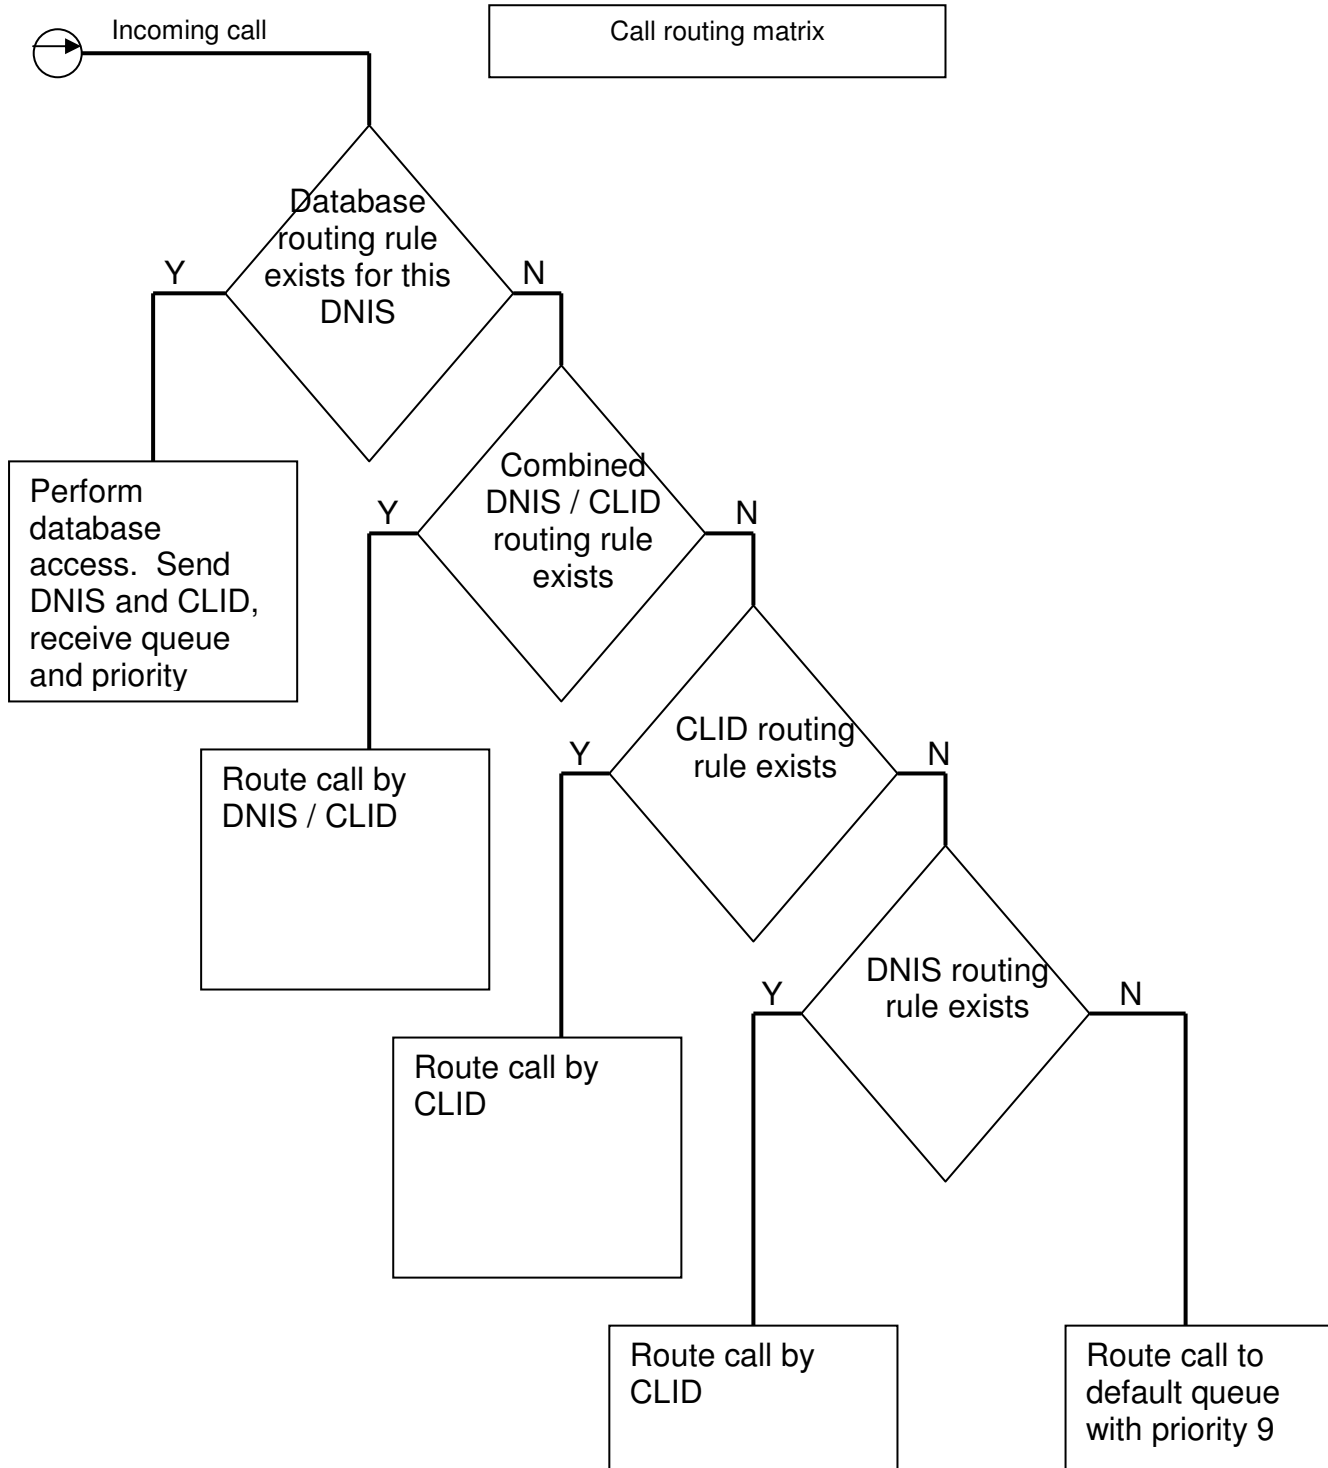 Incoming call
Call routing matrix
Database
routing rule
exists for this
DNIS
Y
N
Perform
database
access.  Send
DNIS and CLID,
receive queue
and priority
Combined
DNIS / CLID
routing rule
exists
Y
N
Route call by
DNIS / CLID
CLID routing
rule exists
Y
N
Route call by
CLID
DNIS routing
rule exists
Y
N
Route call by
CLID
Route call to
default queue
with priority 9